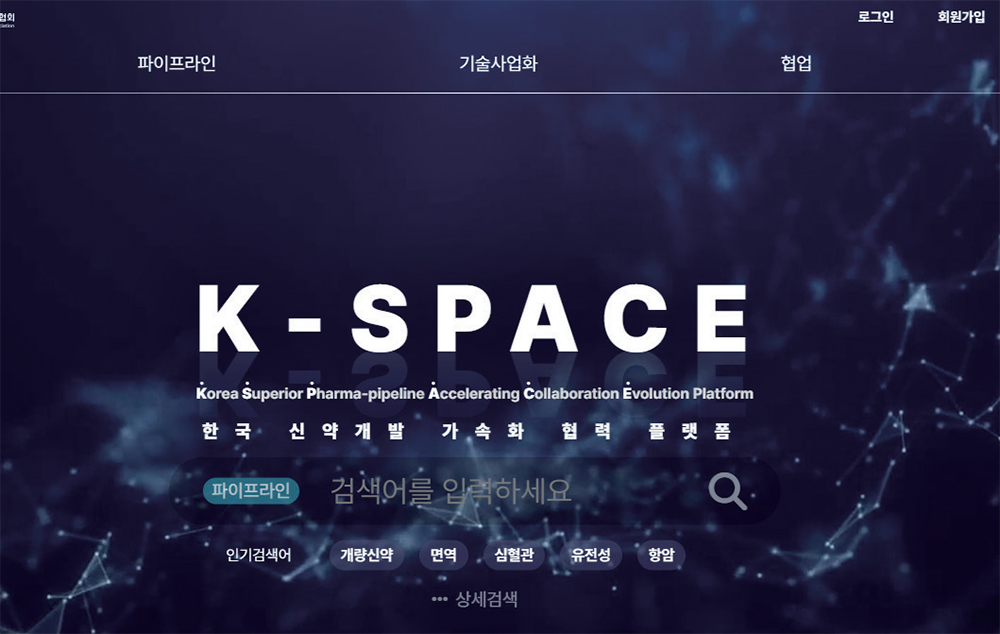 협회
로그인 회원가입
파이프라인 기술사업화 협업
K-SPACE
Korea Superior Pharma-pipeline Accelerating Collaboration Evolution Platform
한국 신약개발 가속화 협력 플랫폼
파이프라인 검색어를 입력하세요
인기검색어 개량신약 면역 심혈관 유전성 항암
••• 상세검색